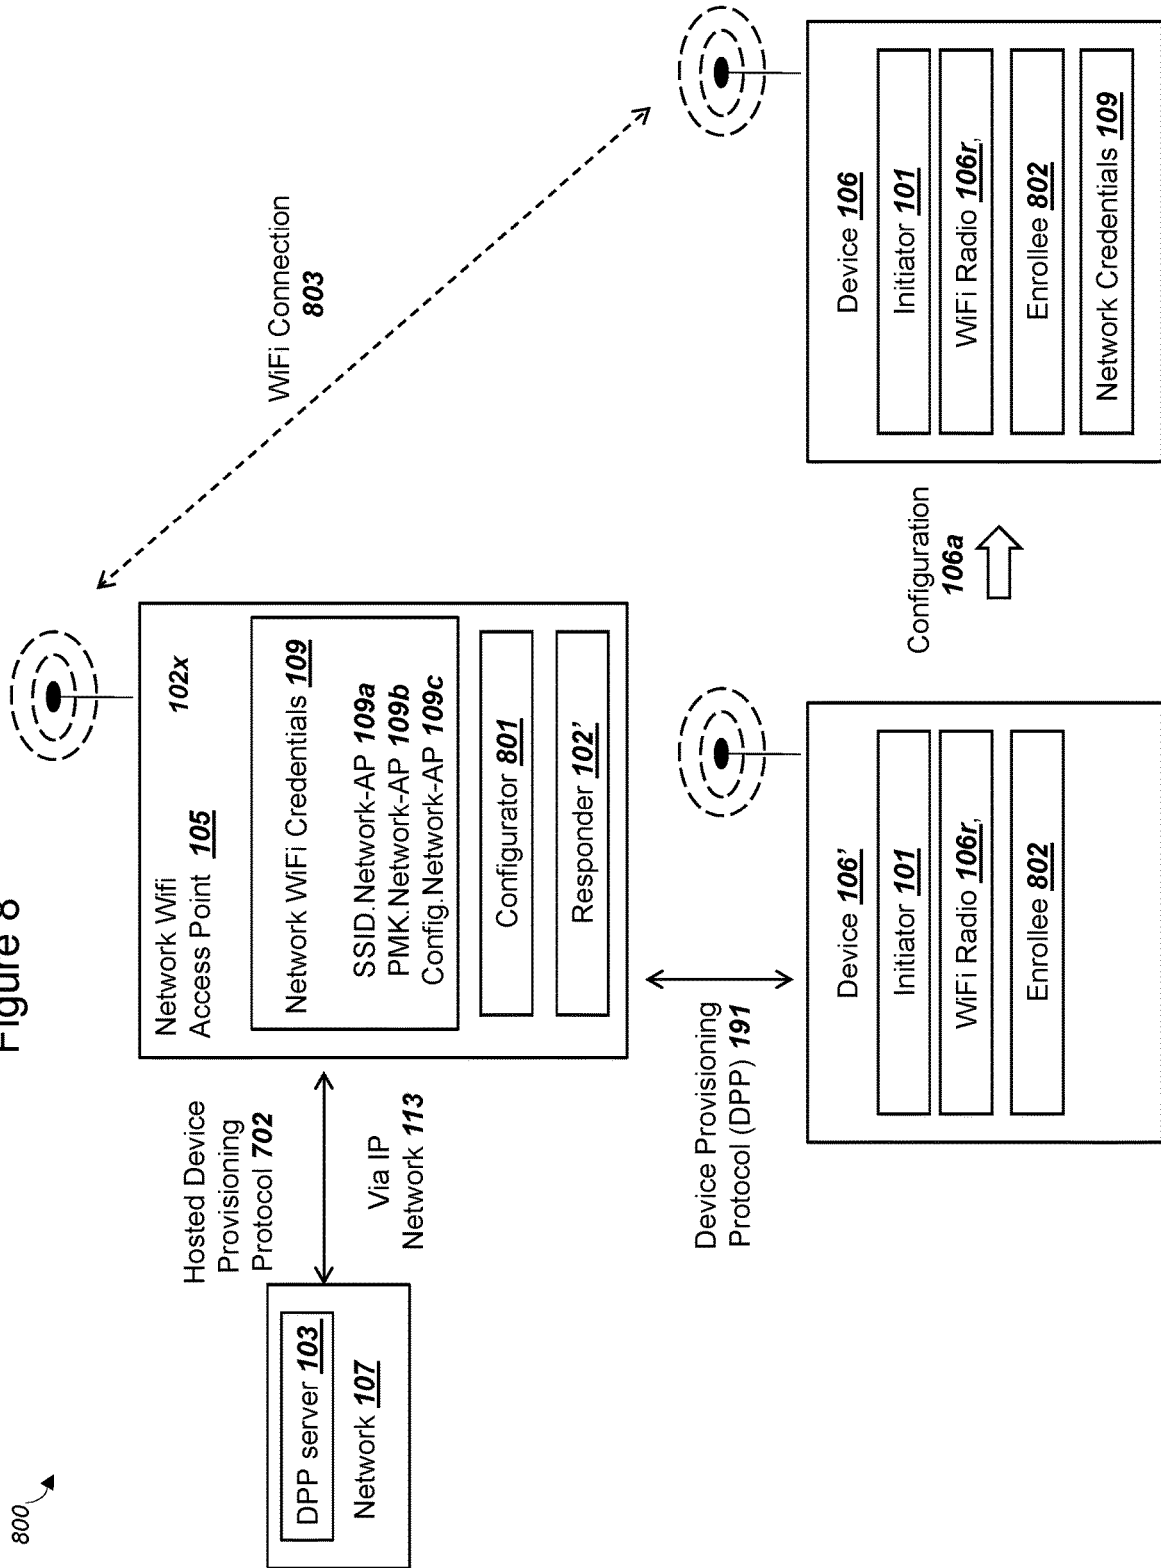 Figure 8
800
Network Wifi
Access Point 105
102x
Network WiFi Credentials 109
SSID.Network-AP 109a
PMK.Network-AP 109b
Config.Network-AP 109c
Configurator 801
Responder 102’
Hosted Device
Provisioning
Protocol 702
Via IP
Network 113
DPP server 103
Network 107
WiFi Connection
803
Device Provisioning
Protocol (DPP) 191
Device 106’
Initiator 101
WiFi Radio 106r,
Enrollee 802
Configuration
106a
Device 106
Initiator 101
WiFi Radio 106r,
Enrollee 802
Network Credentials 109